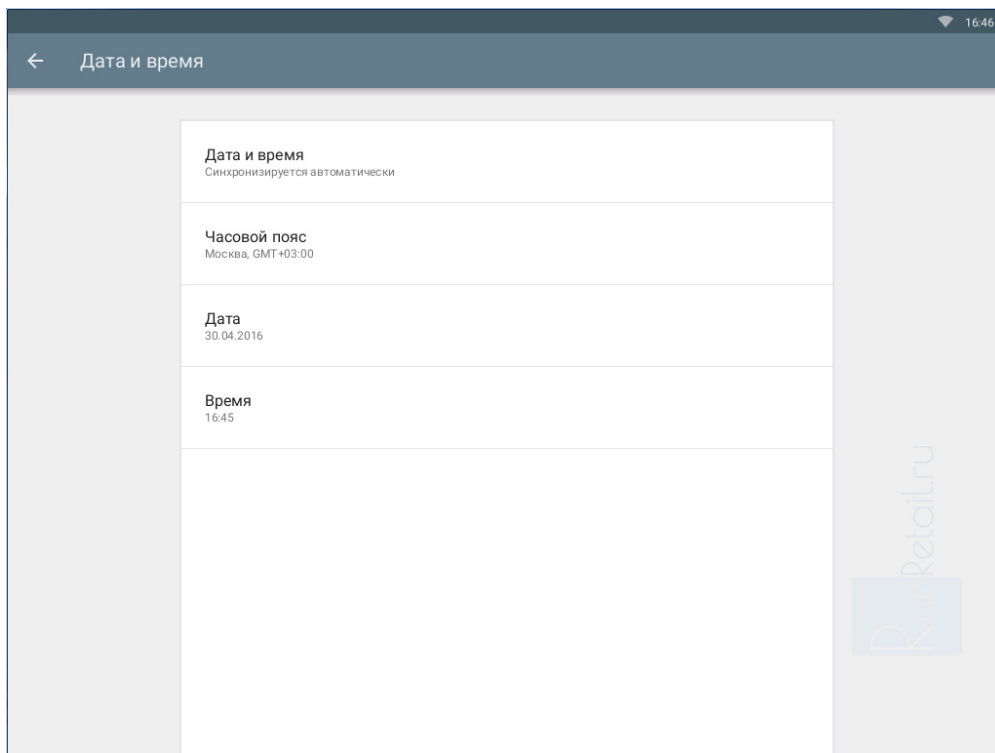 16:46
Дата и время
Дата и время
Синхронизируется автоматически
Часовой пояс
Москва, GMT+03:00
Дата
30.04.2016
Время
16:45
Retail.ru